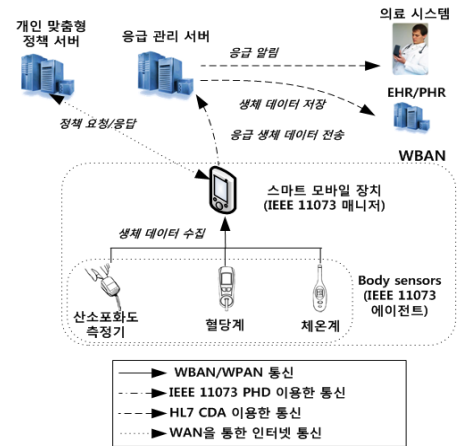 개인 맞춤형
정책 서버
응급 관리 서버
의료 시스템
응급 알림
EHR/PHR
생체 데이터 저장
정책 요청/응답
응급 생체 데이터 전송
WBAN
스마트 모바일 장치
(IEEE 11073 매니저)
생체 데이터 수집
Body sensors
(IEEE 11073
에이전트)
산소포화도
측정기
혈당계
체온계
WBAN/WPAN 통신
IEEE 11073 PHD 이용한 통신
HL7 CDA 이용한 통신
WAN을 통한 인터넷 통신